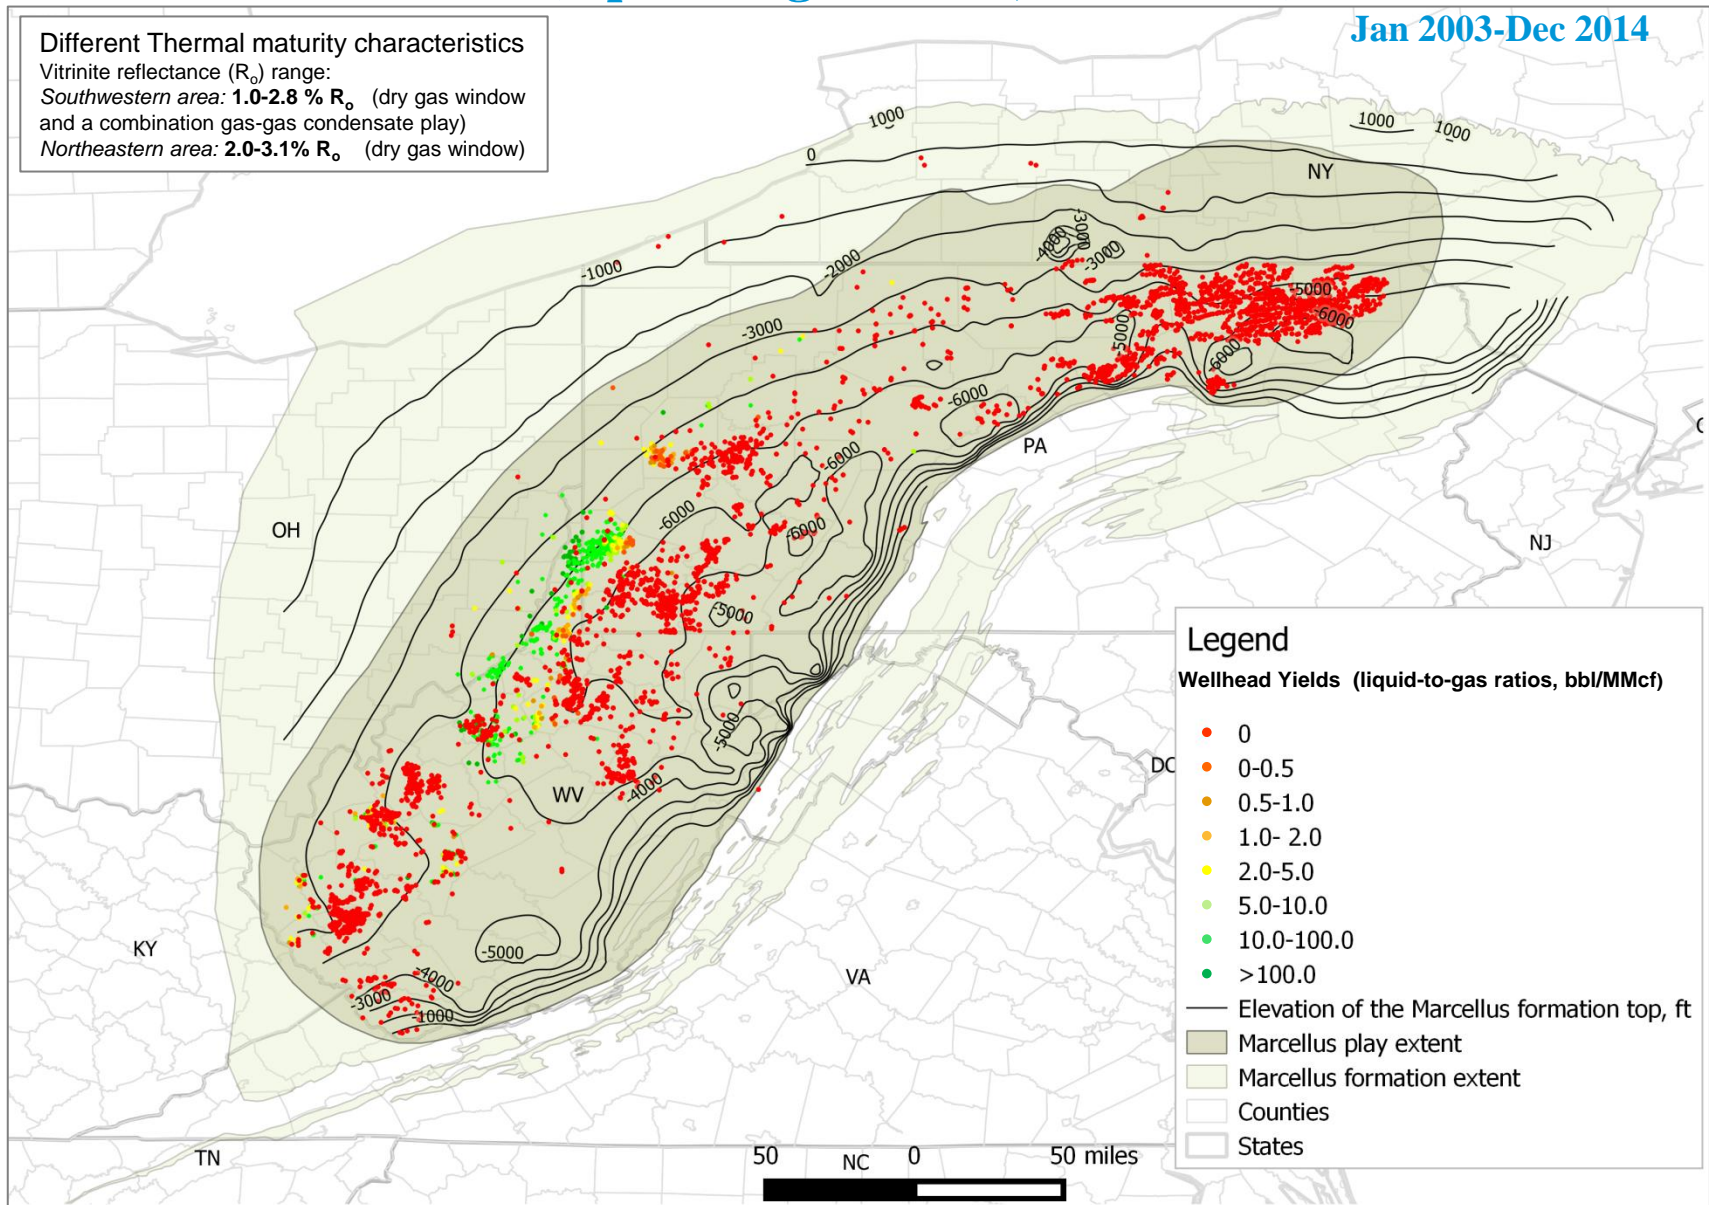 Jan 2003-Dec 2014
Different Thermal maturity characteristics
Vitrinite reflectance (Ro) range:
Southwestern area: 1.0-2.8 % Ro (dry gas window
and a combination gas-gas condensate play)
Northeastern area: 2.0-3.1% Ro (dry gas window)
1000
1000
1000
0
NY
-3000
-4000
-3000
-2000
-1000
-5000
-6000
-3000
-5000
-6000
-6000
PA
-6000
OH
-6000
-6000
NJ
-5000
-5000
DC
WV
-4000
KY
-5000
VA
-4000
-3000
-1000
TN
NC
50 0 50 miles
Legend
Wellhead Yields (liquid-to-gas ratios, bbl/MMcf)
0
0-0.5
0.5-1.0
1.0- 2.0
2.0-5.0
5.0-10.0
10.0-100.0
>100.0
Elevation of the Marcellus formation top, ft
Marcellus play extent
Marcellus formation extent
Counties
States